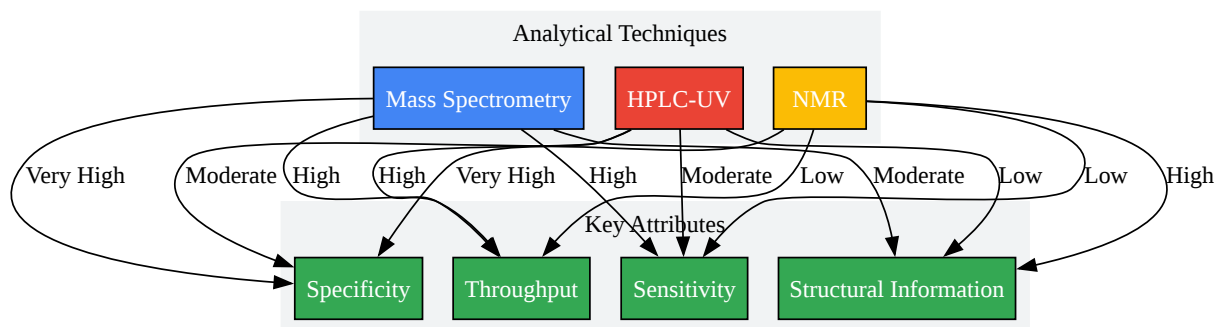 Analytical Techniques
Mass Spectrometry
HPLC-UV
NMR
Very High
Moderate
High
High
Very High
High
Moderate
Low
Moderate
Low
Low
High
Key Attributes
Specificity
Throughput
Sensitivity
Structural Information